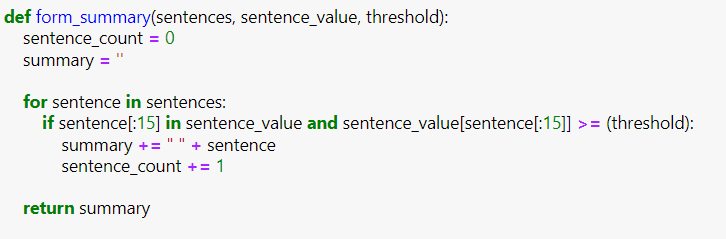 def form_summary(sentences, sentence_value, threshold):
    sentence_count = 0
    summary = ''
    for sentence in sentences:
        if sentence[:15] in sentence_value and sentence_value[sentence[:15]] >= (threshold):
            summary += " " + sentence
            sentence_count += 1
    return summary